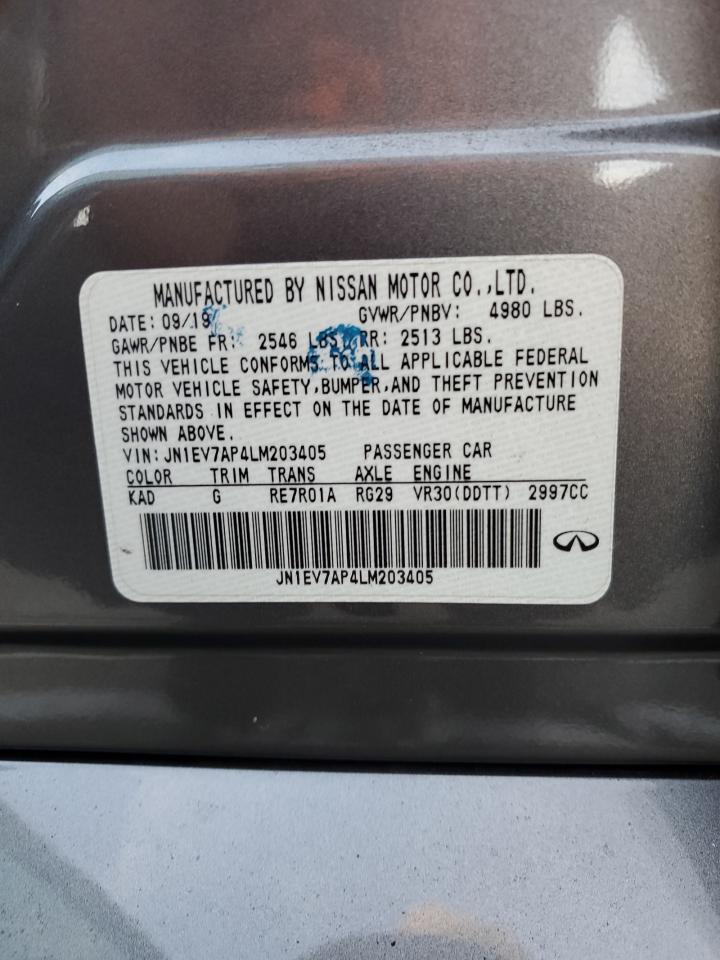 MANUFACTURED BY NISSAN MOTOR CO.,LTD.
DATE: 09/19 GVWR/PNBV: 4980 LBS.
GAWR/PNBE FR: 2546 LBS. RR: 2513 LBS.
THIS VEHICLE CONFORMS TO ALL APPLICABLE FEDERAL
MOTOR VEHICLE SAFETY,BUMPER,AND THEFT PREVENTION
STANDARDS IN EFFECT ON THE DATE OF MANUFACTURE
SHOWN ABOVE.
VIN: JN1EV7AP4LM203405 PASSENGER CAR
COLOR TRIM TRANS AXLE ENGINE
KAD G RE7R01A RG29 VR30(DDTT) 2997CC
JN1EV7AP4LM203405